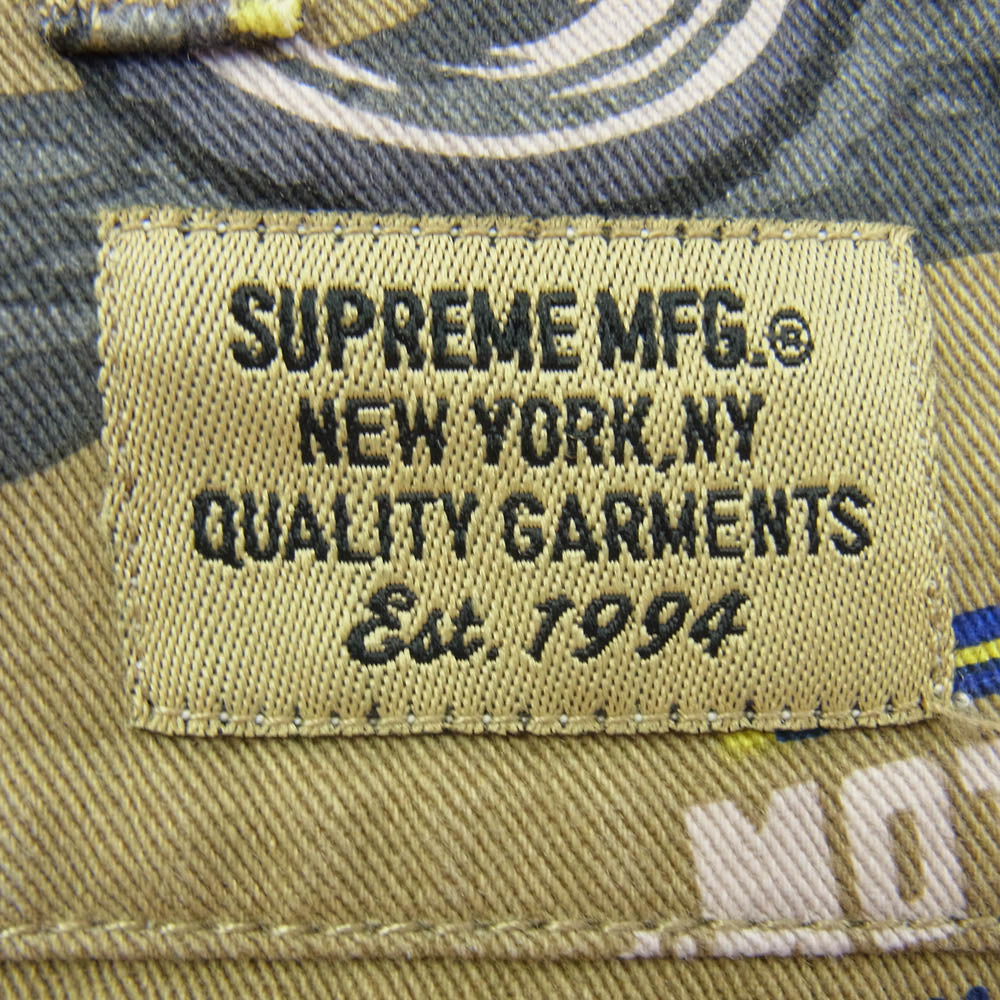 SUPREME MFG.®
NEW YORK, NY
QUALITY GARMENTS
Est. 1994